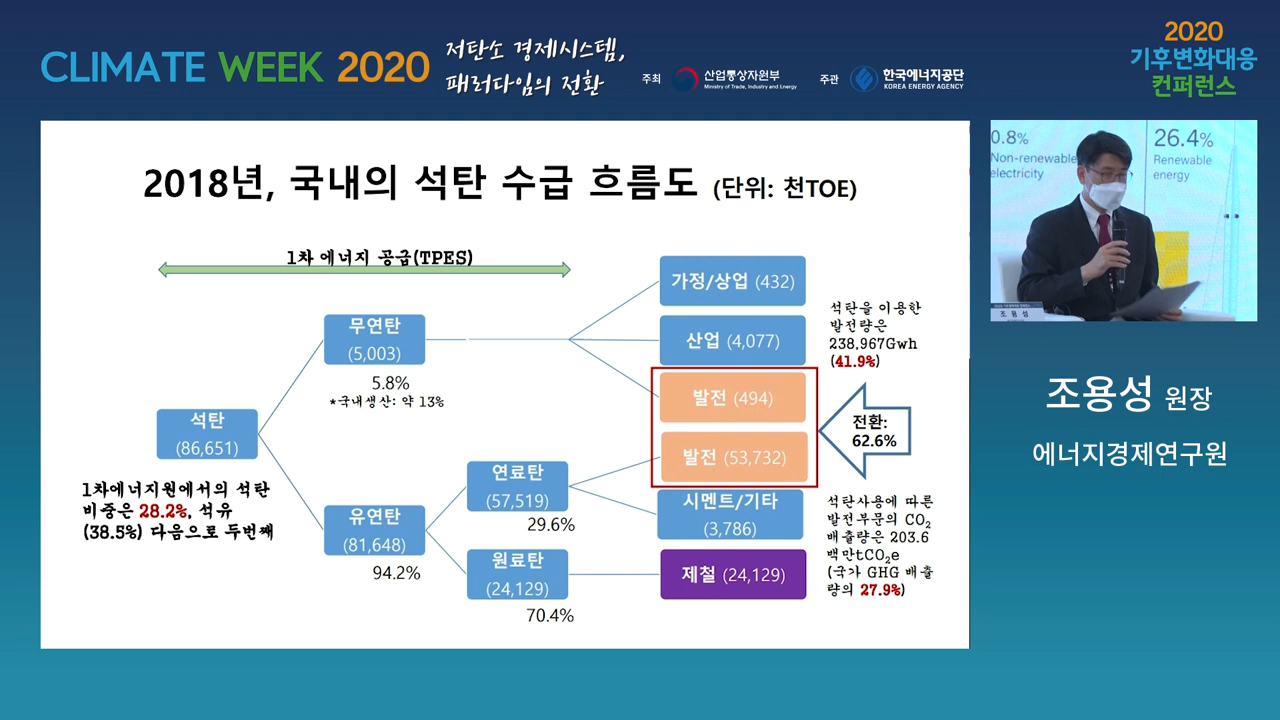 CLIMATE WEEK 2020
저탄소 경제시스템,
패러다임의 전환
주최
산업통상자원부
Ministry of Trade, Industry and Energy
주관
한국에너지공단
KOREA ENERGY AGENCY
2020
기후변화대응
컨퍼런스
2018년, 국내의 석탄 수급 흐름도 (단위: 천TOE)
1차 에너지 공급(TPES)
석탄
(86,651)
1차에너지원에서의 석탄
비중은 28.2%, 석유
(38.5%) 다음으로 두번째
무연탄
(5,003)
5.8%
*국내생산: 약 13%
유연탄
(81,648)
94.2%
연료탄
(57,519)
29.6%
원료탄
(24,129)
70.4%
가정/상업 (432)
산업 (4,077)
발전 (494)
발전 (53,732)
시멘트/기타
(3,786)
제철 (24,129)
석탄을 이용한
발전량은
238,967Gwh
(41.9%)
전환:
62.6%
석탄사용에 따른
발전부문의 CO₂
배출량은 203.6
백만tCO₂e
(국가 GHG 배출
량의 27.9%)
0.8%
Non-renewable
electricity
26.4%
Renewable
energy
조 용 성
조용성 원장
에너지경제연구원